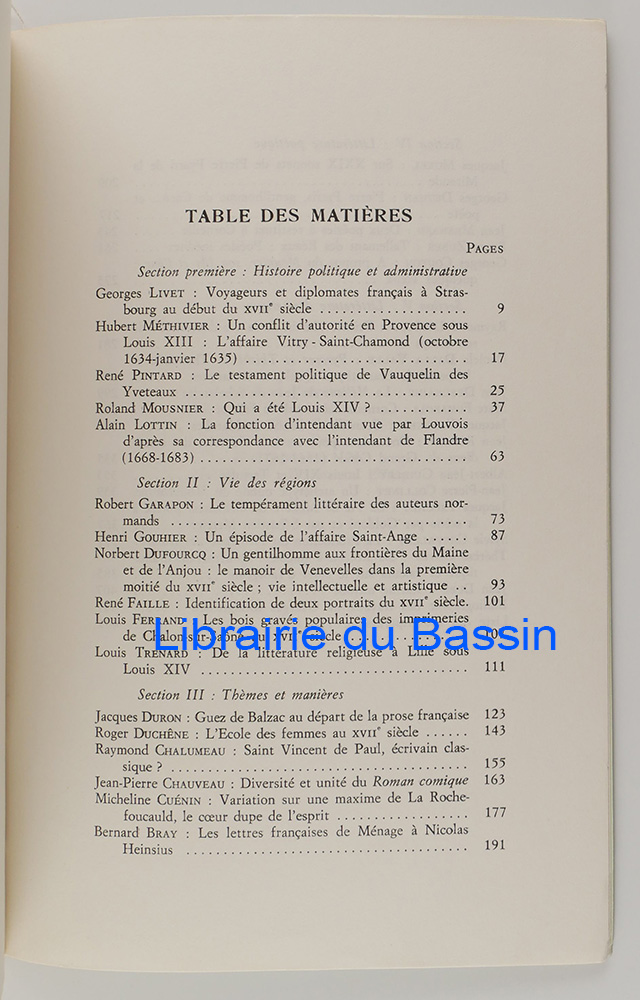 TABLE DES MATIÈRES
PAGES
Section première : Histoire politique et administrative
Georges LIVET : Voyageurs et diplomates français à Stras-
bourg au début du XVIIe siècle .................... 9
Hubert MÉTHIVIER : Un conflit d'autorité en Provence sous
Louis XIII : L'affaire Vitry - Saint-Chamond (octobre
1634-janvier 1635) .............................. 17
René PINTARD : Le testament politique de Vauquelin des
Yveteaux ...................................... 25
Roland MOUSNIER : Qui a été Louis XIV ? ............ 37
Alain LOTTIN : La fonction d'intendant vue par Louvois
d'après sa correspondance avec l'intendant de Flandre
(1668-1683) .................................... 63
Section II : Vie des régions
Robert GARAPON : Le tempérament littéraire des auteurs nor-
mands ........................................ 73
Henri GOUHIER : Un épisode de l'affaire Saint-Ange ...... 87
Norbert DUFOURCQ : Un gentilhomme aux frontières du Maine
et de l'Anjou : le manoir de Venevelles dans la première
moitié du XVIIe siècle ; vie intellectuelle et artistique .. 93
René FAILLE : Identification de deux portraits du XVIIe siècle. 101
Louis FERRAND : Les bois gravés populaires des imprimeries
de Chalon-sur-Saône au siècle
Librairie du Bassin
Louis TRÉNARD : De la littérature religieuse à Lille sous
Louis XIV .................................... 111
Section III : Thèmes et manières
Jacques DURON : Guez de Balzac au départ de la prose française 123
Roger DUCHÊNE : L'Ecole des femmes au XVIIe siècle ...... 143
Raymond CHALUMEAU : Saint Vincent de Paul, écrivain clas-
sique ? ........................................ 155
Jean-Pierre CHAUVEAU : Diversité et unité du Roman comique 163
Micheline CUÉNIN : Variation sur une maxime de La Roche-
foucauld, le cœur dupe de l'esprit .................. 177
Bernard BRAY : Les lettres françaises de Ménage à Nicolas
Heinsius ...................................... 191